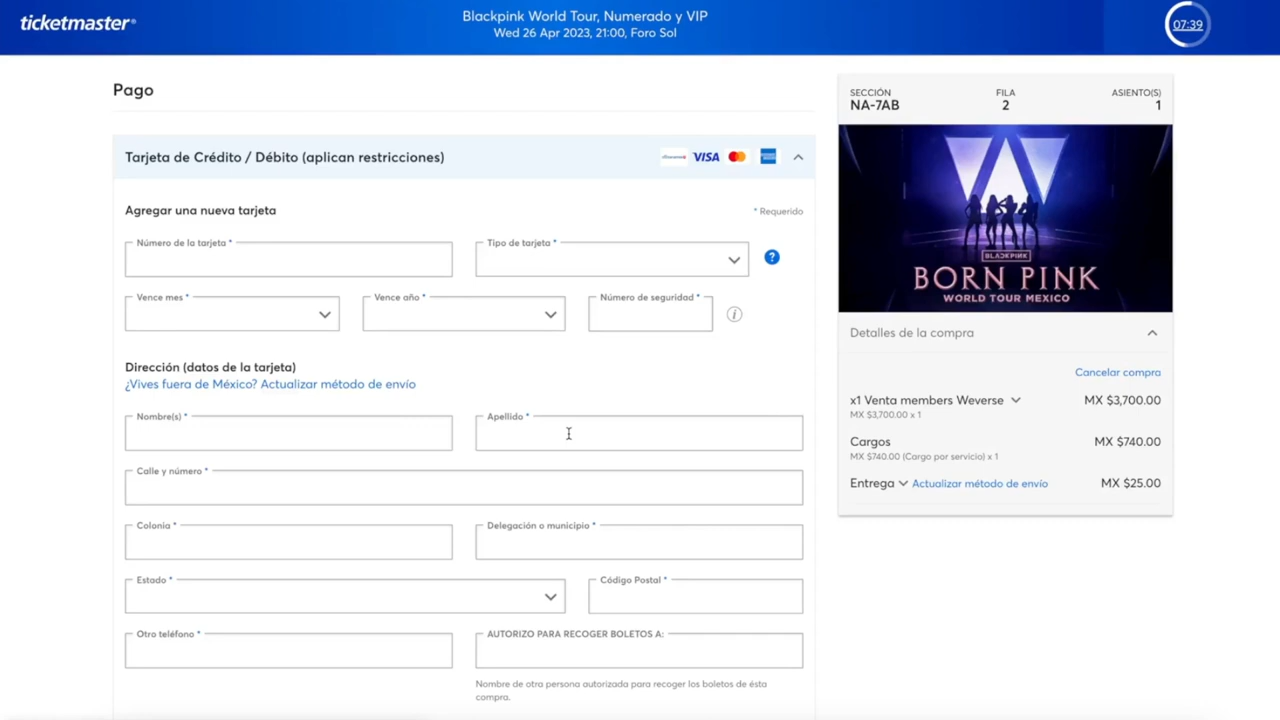 ticketmaster®
Blackpink World Tour, Numerado y VIP
Wed 26 Apr 2023, 21:00, Foro Sol
07:39
Pago
Tarjeta de Crédito / Débito (aplican restricciones)
VISA
Agregar una nueva tarjeta
* Requerido
Número de la tarjeta *
Tipo de tarjeta *
?
Vence mes *
Vence año *
Número de seguridad *
i
Dirección (datos de la tarjeta)
¿Vives fuera de México? Actualizar método de envío
Nombre(s) *
Apellido *
Calle y número *
Colonia *
Delegación o municipio *
Estado *
Código Postal *
Otro teléfono *
AUTORIZO PARA RECOGER BOLETOS A:
Nombre de otra persona autorizada para recoger los boletos de ésta
compra.
SECCIÓN
NA-7AB
FILA
2
ASIENTO(S)
1
BLACKPINK
BORN PINK
WORLD TOUR MEXICO
Detalles de la compra
Cancelar compra
x1 Venta members Weverse
MX $3,700.00
MX $3,700.00 x 1
Cargos
MX $740.00
MX $740.00 (Cargo por servicio) x 1
Entrega
Actualizar método de envío
MX $25.00